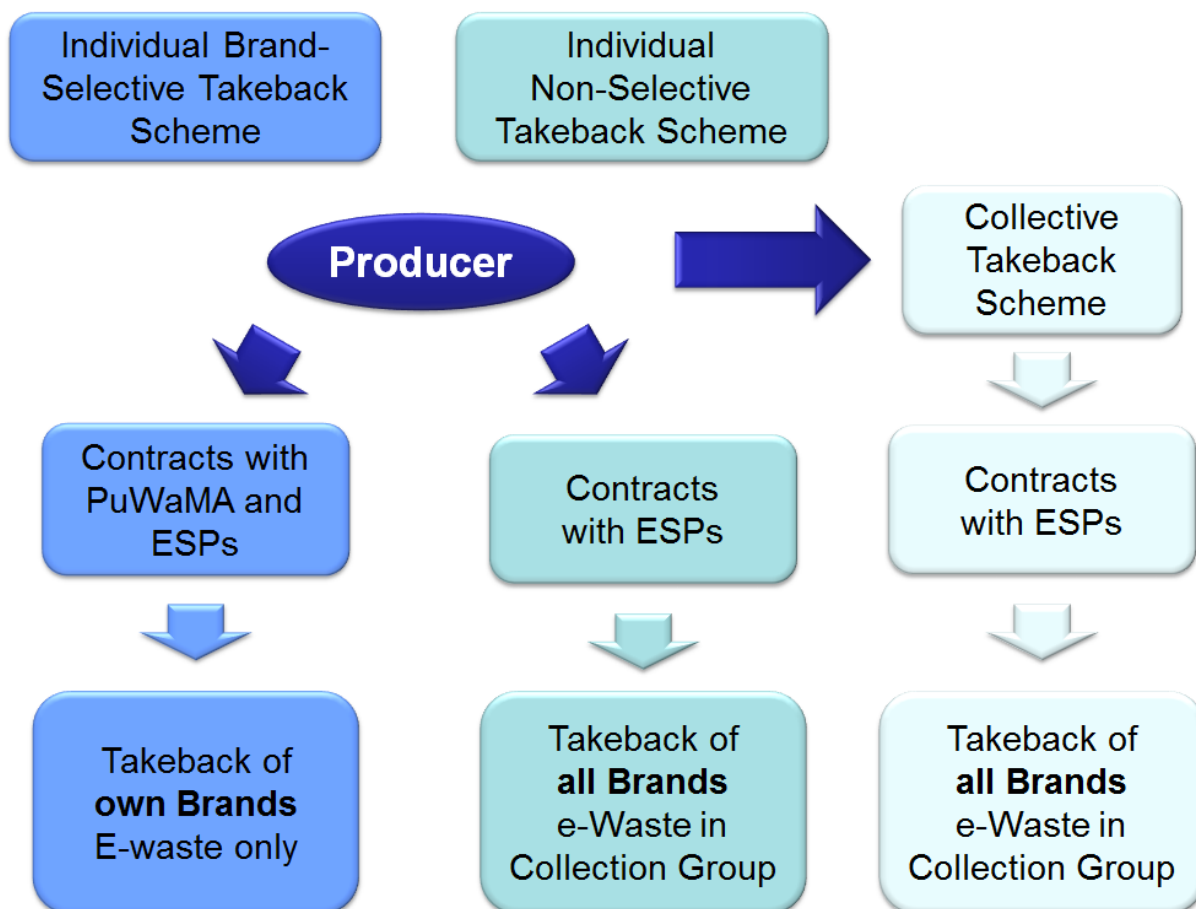 Individual Brand-
Selective Takeback
Scheme
Individual
Non-Selective
Takeback Scheme
Producer
Collective
Takeback
Scheme
Contracts with
PuWaMA and
ESPs
Contracts
with ESPs
Contracts
with ESPs
Takeback of
own Brands
E-waste only
Takeback of
all Brands
e-Waste in
Collection Group
Takeback of
all Brands
e-Waste in
Collection Group